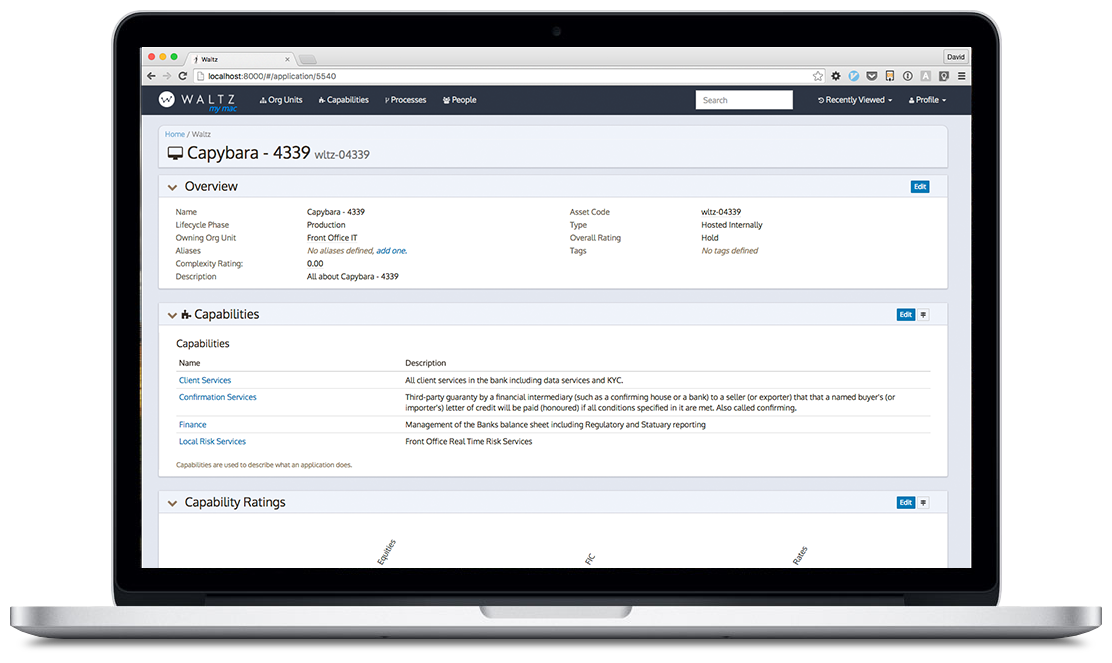 Waltz
David
localhost:8000/#/application/5540
WALTZ
my mac
Org Units
Capabilities
Processes
People
Search
Recently Viewed
Profile
Home / Waltz
Capybara - 4339 wltz-04339
Overview
Edit
Name Capybara - 4339 Asset Code wltz-04339
Lifecycle Phase Production Type Hosted Internally
Owning Org Unit Front Office IT Overall Rating Hold
Aliases No aliases defined, add one. Tags No tags defined
Complexity Rating: 0.00
Description All about Capybara - 4339
Capabilities
Edit
Capabilities
Name Description
Client Services All client services in the bank including data services and KYC.
Confirmation Services Third-party guaranty by a financial intermediary (such as a confirming house or a bank) to a seller (or exporter) that that a named buyer's (or
importer's) letter of credit will be paid (honoured) if all conditions specified in it are met. Also called confirming.
Finance Management of the Banks balance sheet including Regulatory and Statuary reporting
Local Risk Services Front Office Real Time Risk Services
Capabilities are used to describe what an application does.
Capability Ratings
Edit
Equities
FIC
Rates